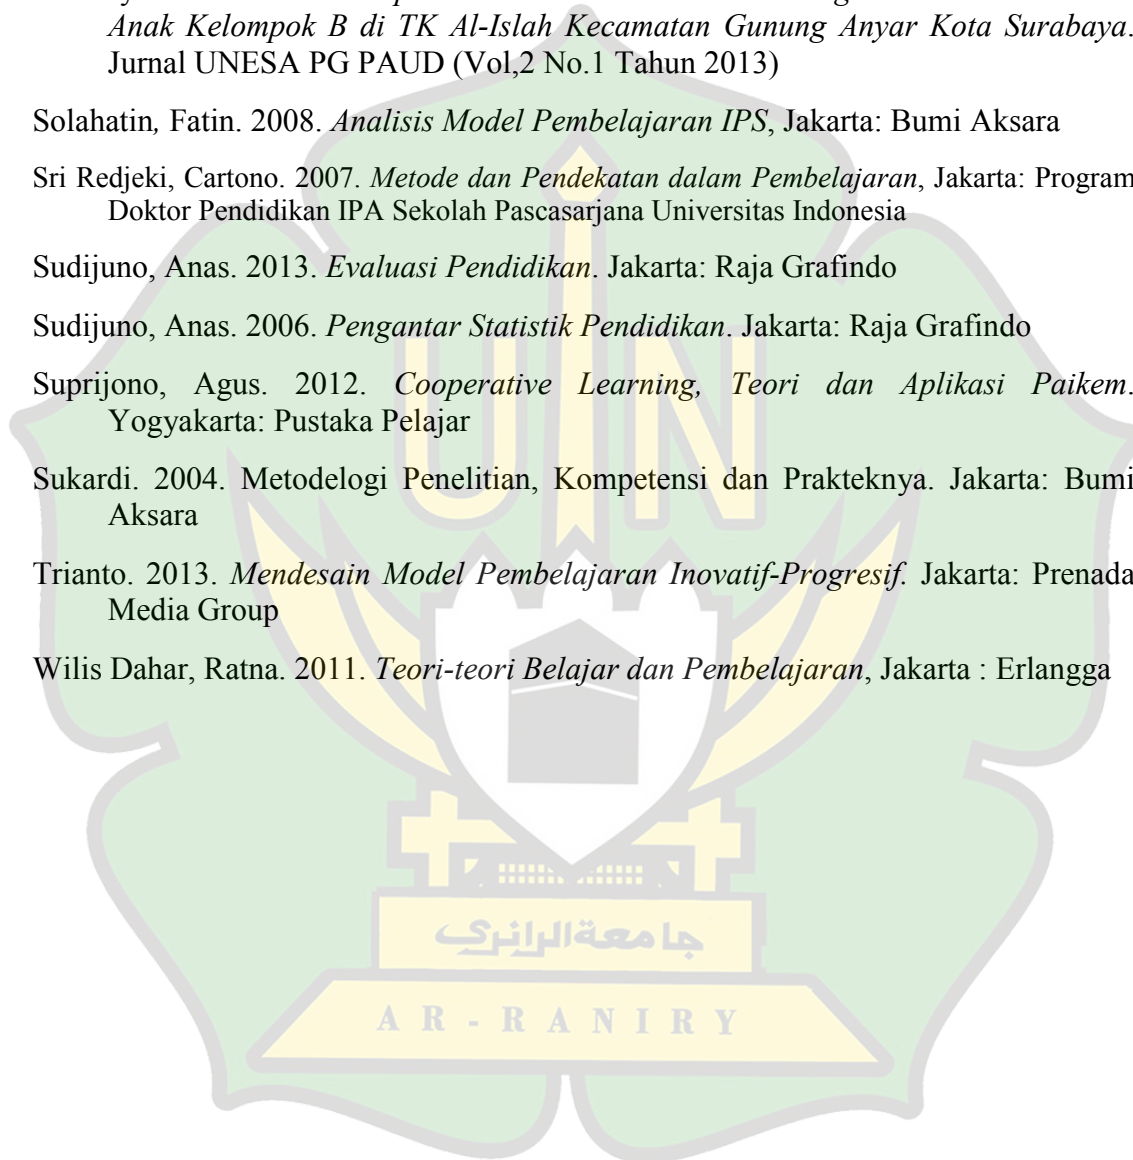 Anak Kelompok B di TK Al-Islah Kecamatan Gunung Anyar Kota Surabaya.
Jurnal UNESA PG PAUD (Vol,2 No.1 Tahun 2013)
Solahatin, Fatin. 2008. Analisis Model Pembelajaran IPS, Jakarta: Bumi Aksara
Sri Redjeki, Cartono. 2007. Metode dan Pendekatan dalam Pembelajaran, Jakarta: Program
Doktor Pendidikan IPA Sekolah Pascasarjana Universitas Indonesia
Sudijuno, Anas. 2013. Evaluasi Pendidikan. Jakarta: Raja Grafindo
Sudijuno, Anas. 2006. Pengantar Statistik Pendidikan. Jakarta: Raja Grafindo
Suprijono, Agus. 2012. Cooperative Learning, Teori dan Aplikasi Paikem.
Yogyakarta: Pustaka Pelajar
Sukardi. 2004. Metodelogi Penelitian, Kompetensi dan Prakteknya. Jakarta: Bumi
Aksara
Trianto. 2013. Mendesain Model Pembelajaran Inovatif-Progresif. Jakarta: Prenada
Media Group
Wilis Dahar, Ratna. 2011. Teori-teori Belajar dan Pembelajaran, Jakarta : Erlangga
UIN
جامعةالرانري
AR-RANIRY